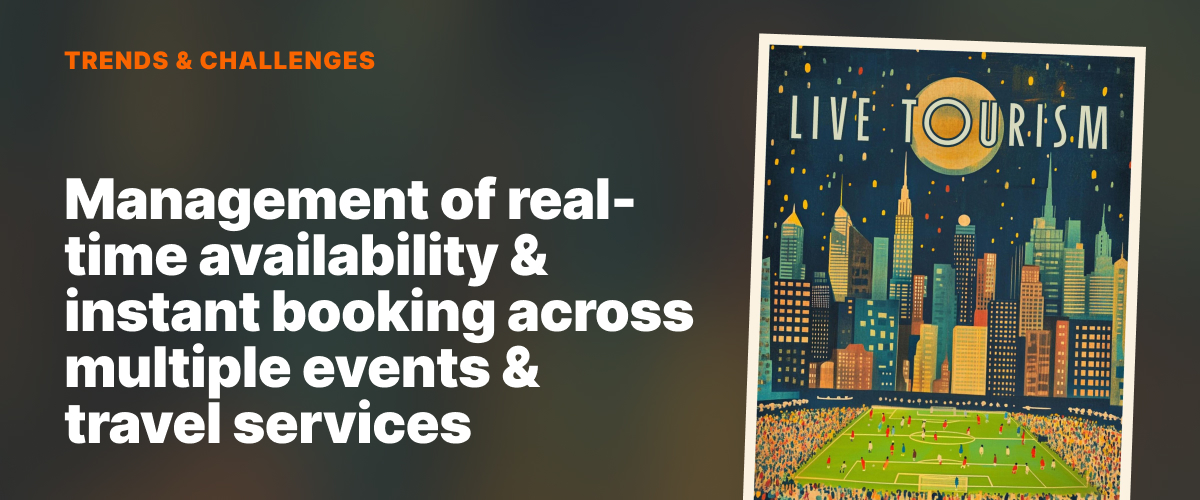 TRENDS & CHALLENGES
Management of real-
time availability &
instant booking across
multiple events &
travel services
LIVE TOURISM